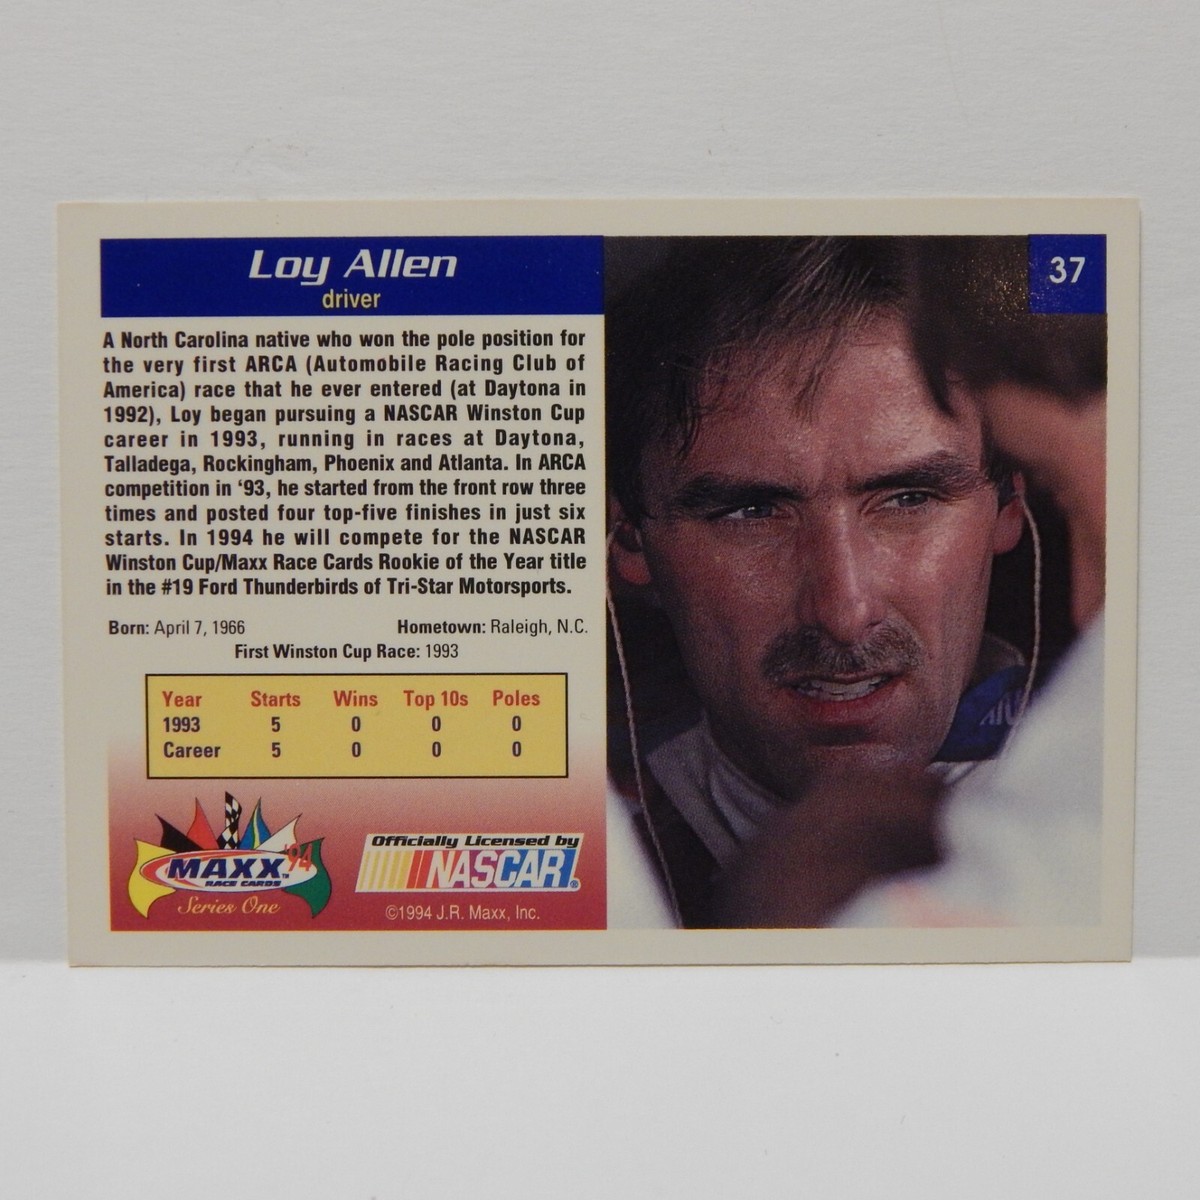 Loy Allen
driver
37
A North Carolina native who won the pole position for
the very first ARCA (Automobile Racing Club of
America) race that he ever entered (at Daytona in
1992), Loy began pursuing a NASCAR Winston Cup
career in 1993, running in races at Daytona,
Talladega, Rockingham, Phoenix and Atlanta. In ARCA
competition in '93, he started from the front row three
times and posted four top-five finishes in just six
starts. In 1994 he will compete for the NASCAR
Winston Cup/Maxx Race Cards Rookie of the Year title
in the #19 Ford Thunderbirds of Tri-Star Motorsports.
Born: April 7, 1966 Hometown: Raleigh, N.C.
First Winston Cup Race: 1993
Year Starts Wins Top 10s Poles
1993 5 0 0 0
Career 5 0 0 0
MAXX '94
RACE CARDS™
Series One
Officially Licensed by
NASCAR®
©1994 J.R. Maxx, Inc.